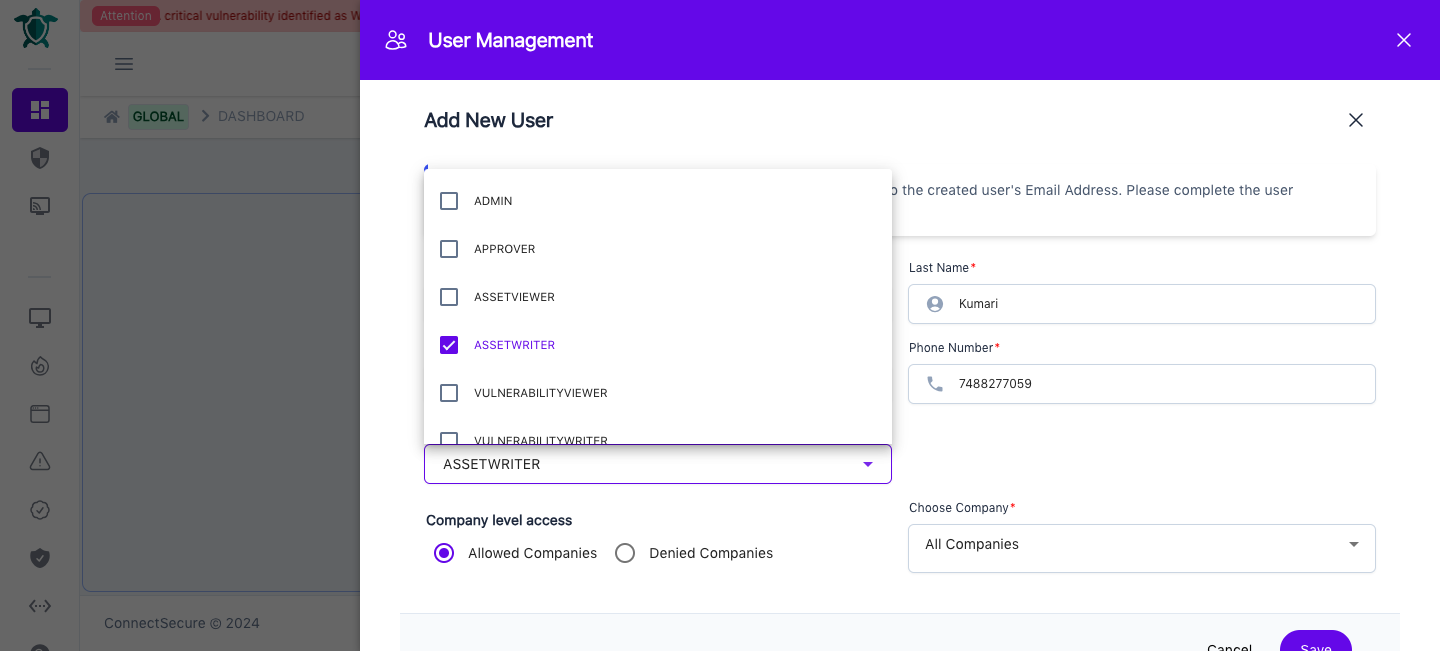 Attention critical vulnerability identified as W
User Management
GLOBAL DASHBOARD
Add New User
the created user's Email Address. Please complete the user
ADMIN
APPROVER
ASSETVIEWER
ASSETWRITER
VULNERABILITYVIEWER
VULNERABILITYWRITER
Last Name*
Kumari
Phone Number*
7488277059
ASSETWRITER
Company level access
Allowed Companies Denied Companies
Choose Company*
All Companies
ConnectSecure © 2024
Cancel Save